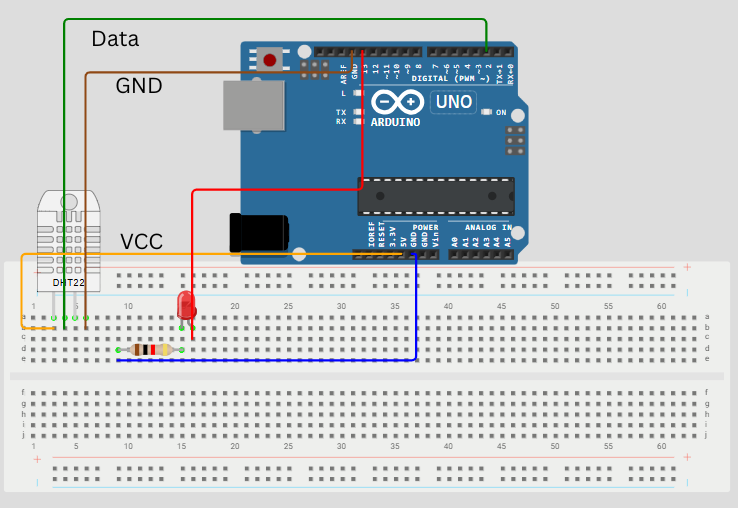 Data
GND
AREF
GND
13
12
~11
~10
~9
8
7
~6
~5
4
~3
2
TX→1
RX←0
DIGITAL (PWM ~)
L
TX
RX
UNO
ON
ARDUINO
IOREF
RESET
3.3V
5V
GND
GND
Vin
POWER
ANALOG IN
A0
A1
A2
A3
A4
A5
VCC
DHT22
+ +
1 10 15 20 25 30 35 40 45 50 55 60
a a
b
c c
d d
e e
f f
g g
h h
i i
j j
1 10 15 20 25 30 35 40 45 50 55 60
+ +